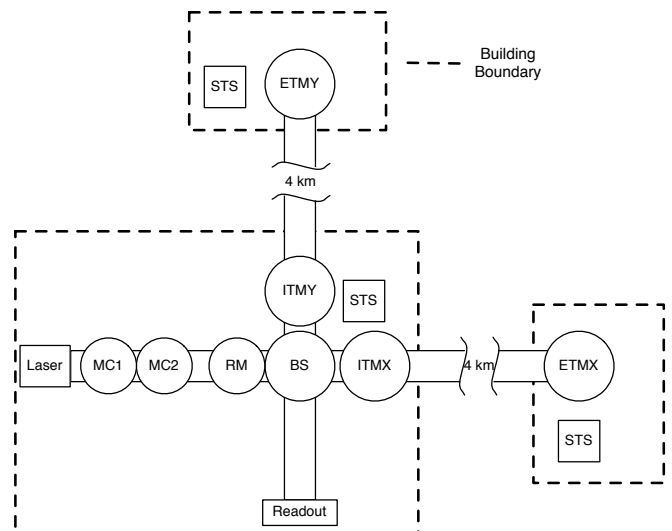 STS
ETMY
Building
Boundary
4 km
ITMY
STS
Laser
MC1
MC2
RM
BS
ITMX
4 km
ETMX
STS
Readout